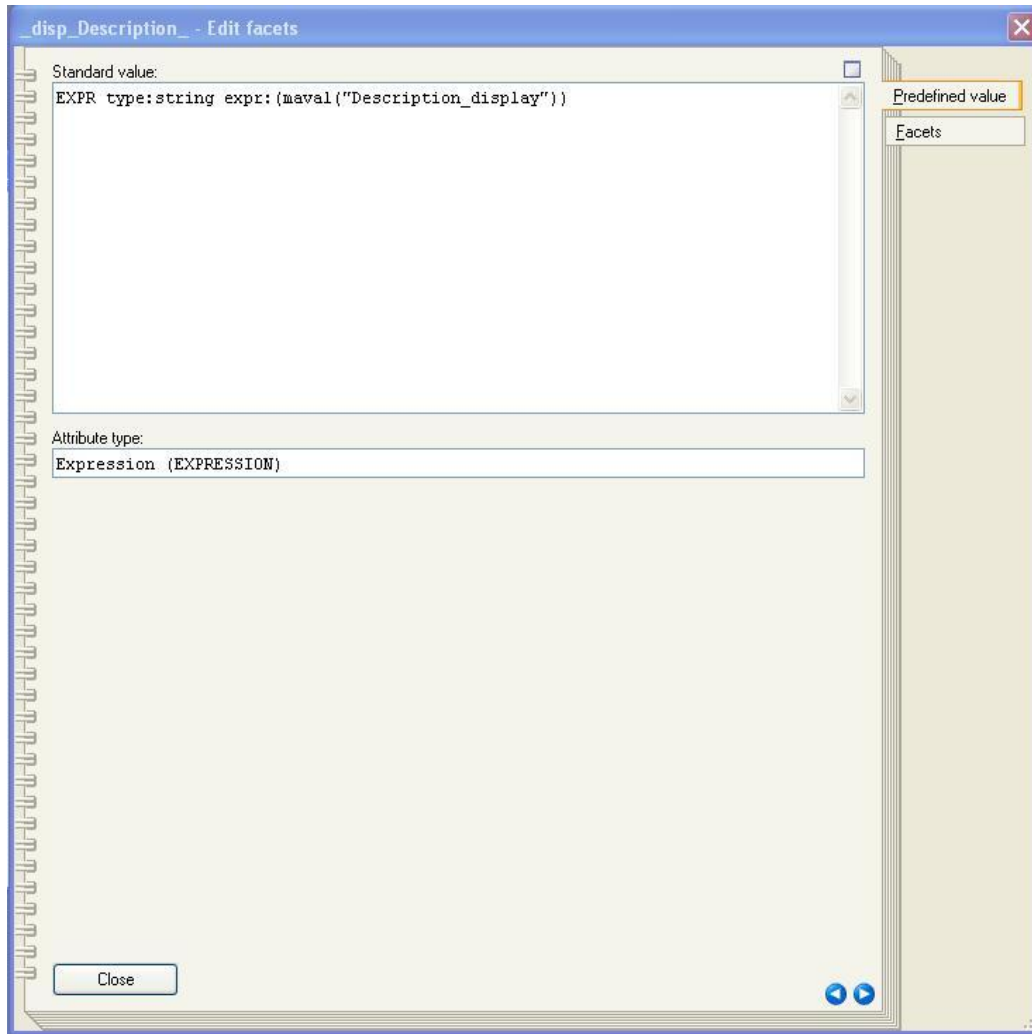 _disp_Description_ - Edit facets
Standard value:
EXPR type:string expr:(maval("Description_display"))
Predefined value
Facets
Attribute type:
Expression (EXPRESSION)
Close